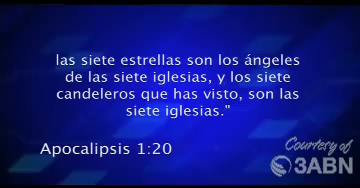 las siete estrellas son los ángeles
de las siete iglesias, y los siete
candeleros que has visto, son las
siete iglesias."
Apocalipsis 1:20
Courtesy of
3ABN